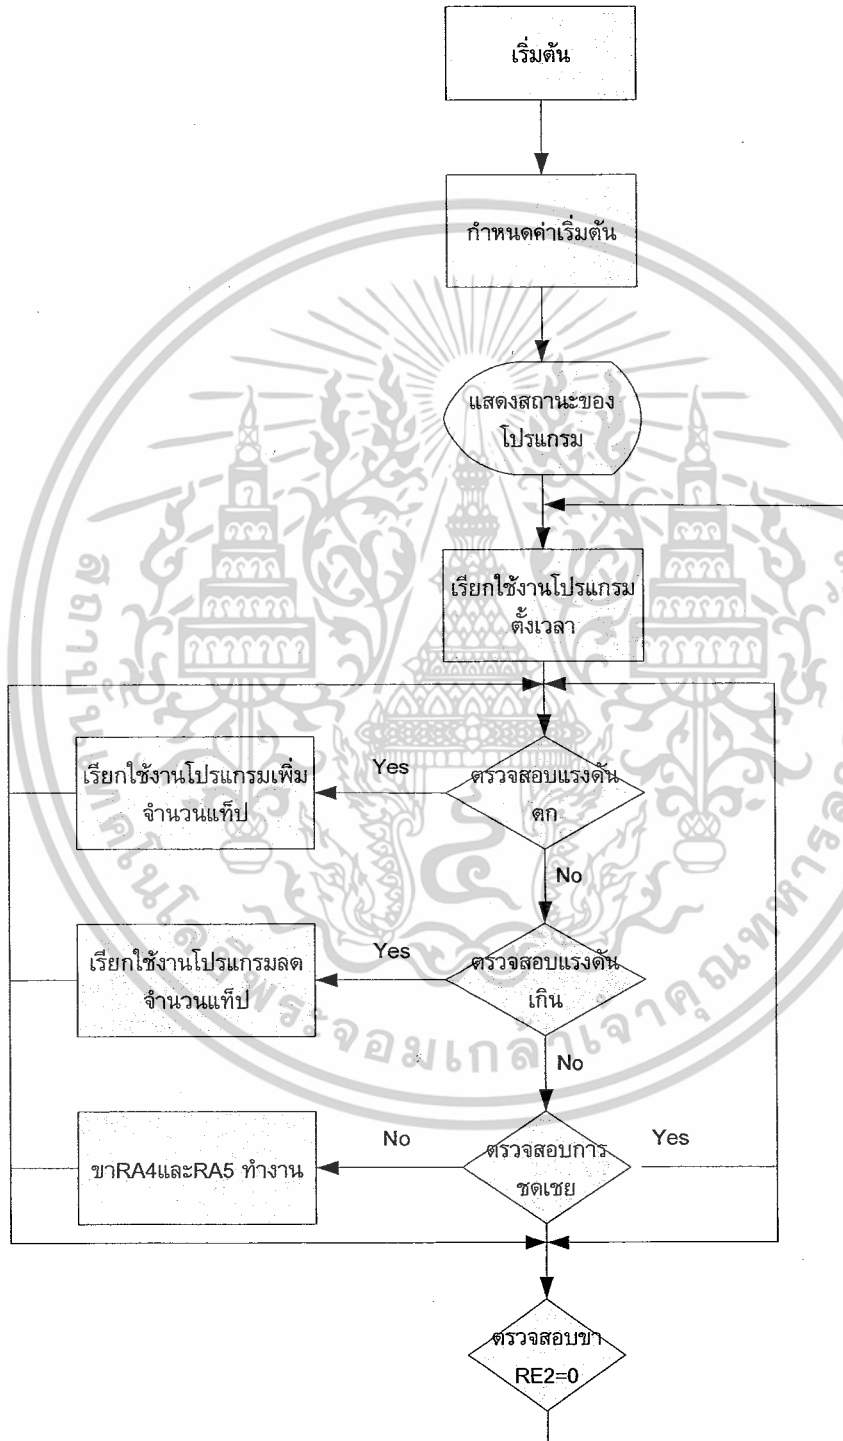 เริ่มต้น
กำหนดค่าเริ่มต้น
แสดงสถานะของ
โปรแกรม
เรียกใช้งานโปรแกรม
ตั้งเวลา
ตรวจสอบแรงดัน
ตก
Yes
เรียกใช้งานโปรแกรมเพิ่ม
จำนวนแท็ป
No
ตรวจสอบแรงดัน
เกิน
Yes
เรียกใช้งานโปรแกรมลด
จำนวนแท็ป
No
ตรวจสอบการ
ชดเชย
Yes
No
ขาRA4และRA5 ทำงาน
ตรวจสอบขา
RE2=0